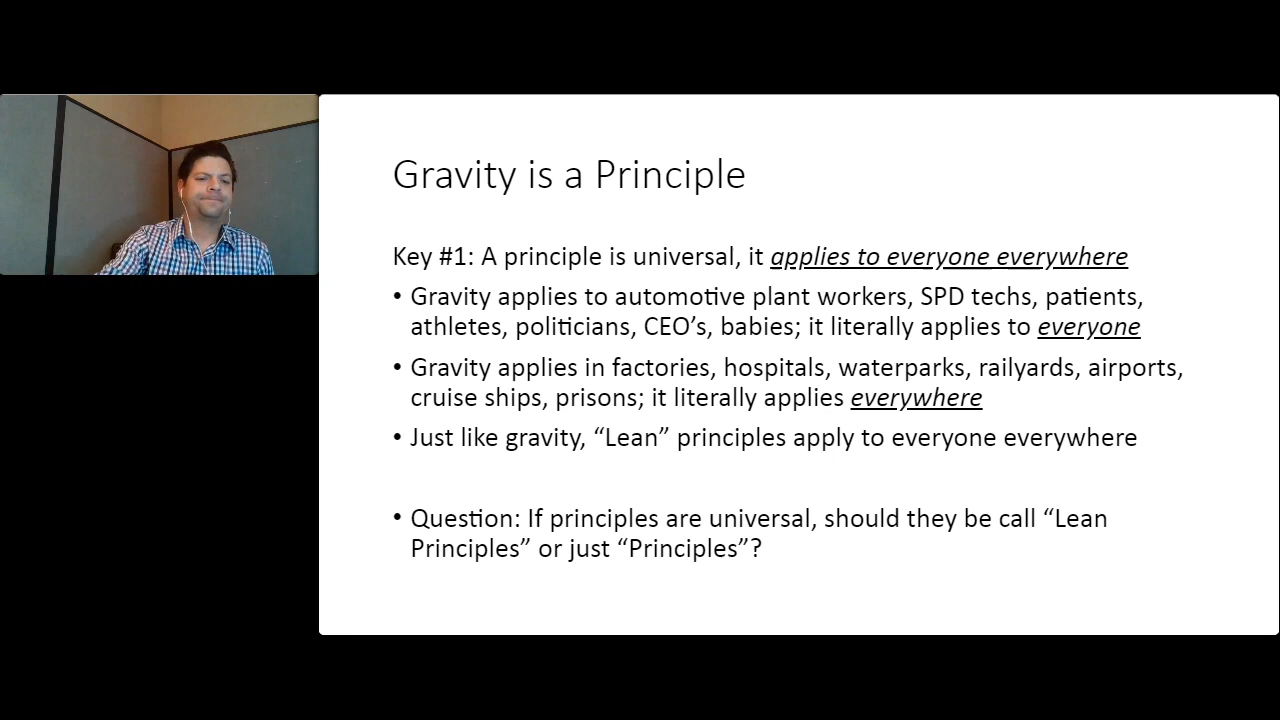 Gravity is a Principle
Key #1: A principle is universal, it applies to everyone everywhere
• Gravity applies to automotive plant workers, SPD techs, patients,
athletes, politicians, CEO’s, babies; it literally applies to everyone
• Gravity applies in factories, hospitals, waterparks, railyards, airports,
cruise ships, prisons; it literally applies everywhere
• Just like gravity, “Lean” principles apply to everyone everywhere
• Question: If principles are universal, should they be call “Lean
Principles” or just “Principles”?